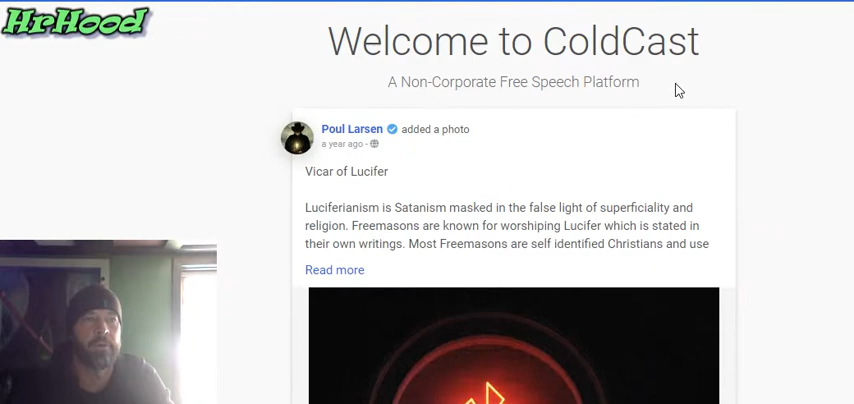 HrHood
Welcome to ColdCast
A Non-Corporate Free Speech Platform
Poul Larsen added a photo
a year ago -
Vicar of Lucifer
Luciferianism is Satanism masked in the false light of superficiality and
religion. Freemasons are known for worshiping Lucifer which is stated in
their own writings. Most Freemasons are self identified Christians and use
Read more